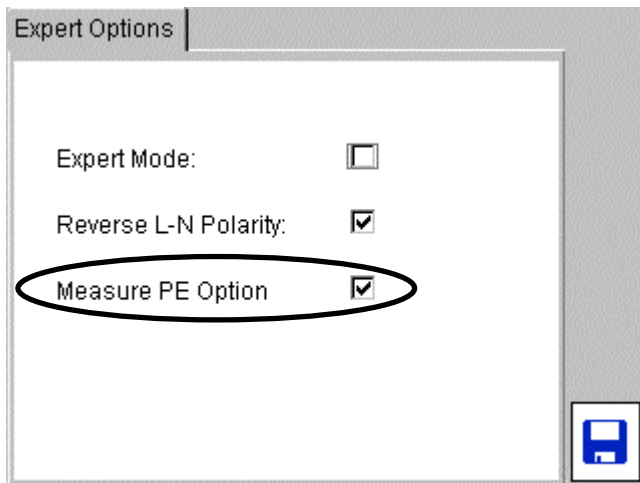 Expert Options
Expert Mode:
Reverse L-N Polarity:
Measure PE Option